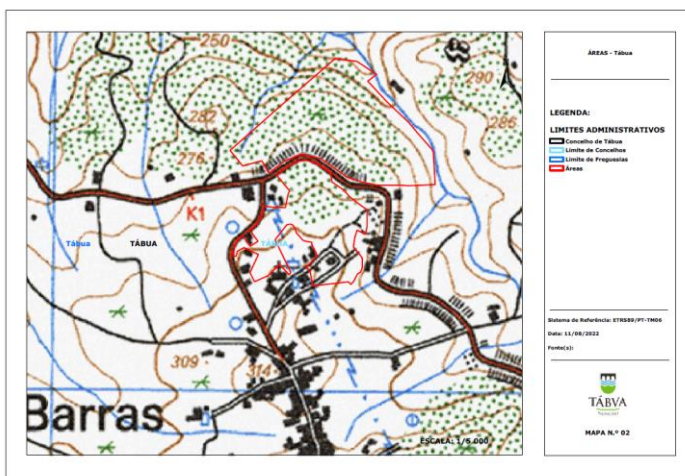 250
290
282
286
276
K1
Tábua
TÁBUA
TÁBUA
309
314
Barras
ESCALA: 1/5 000
ÁREAS - Tábua
LEGENDA:
LIMITES ADMINISTRATIVOS
Concelho de Tábua
Limite de Concelhos
Limite de Freguesias
Áreas
Sistema de Referência: ETRS89/PT-TM06
Data: 11/08/2022
Fonte(s):
TÁBVA
MAPA N.º 02